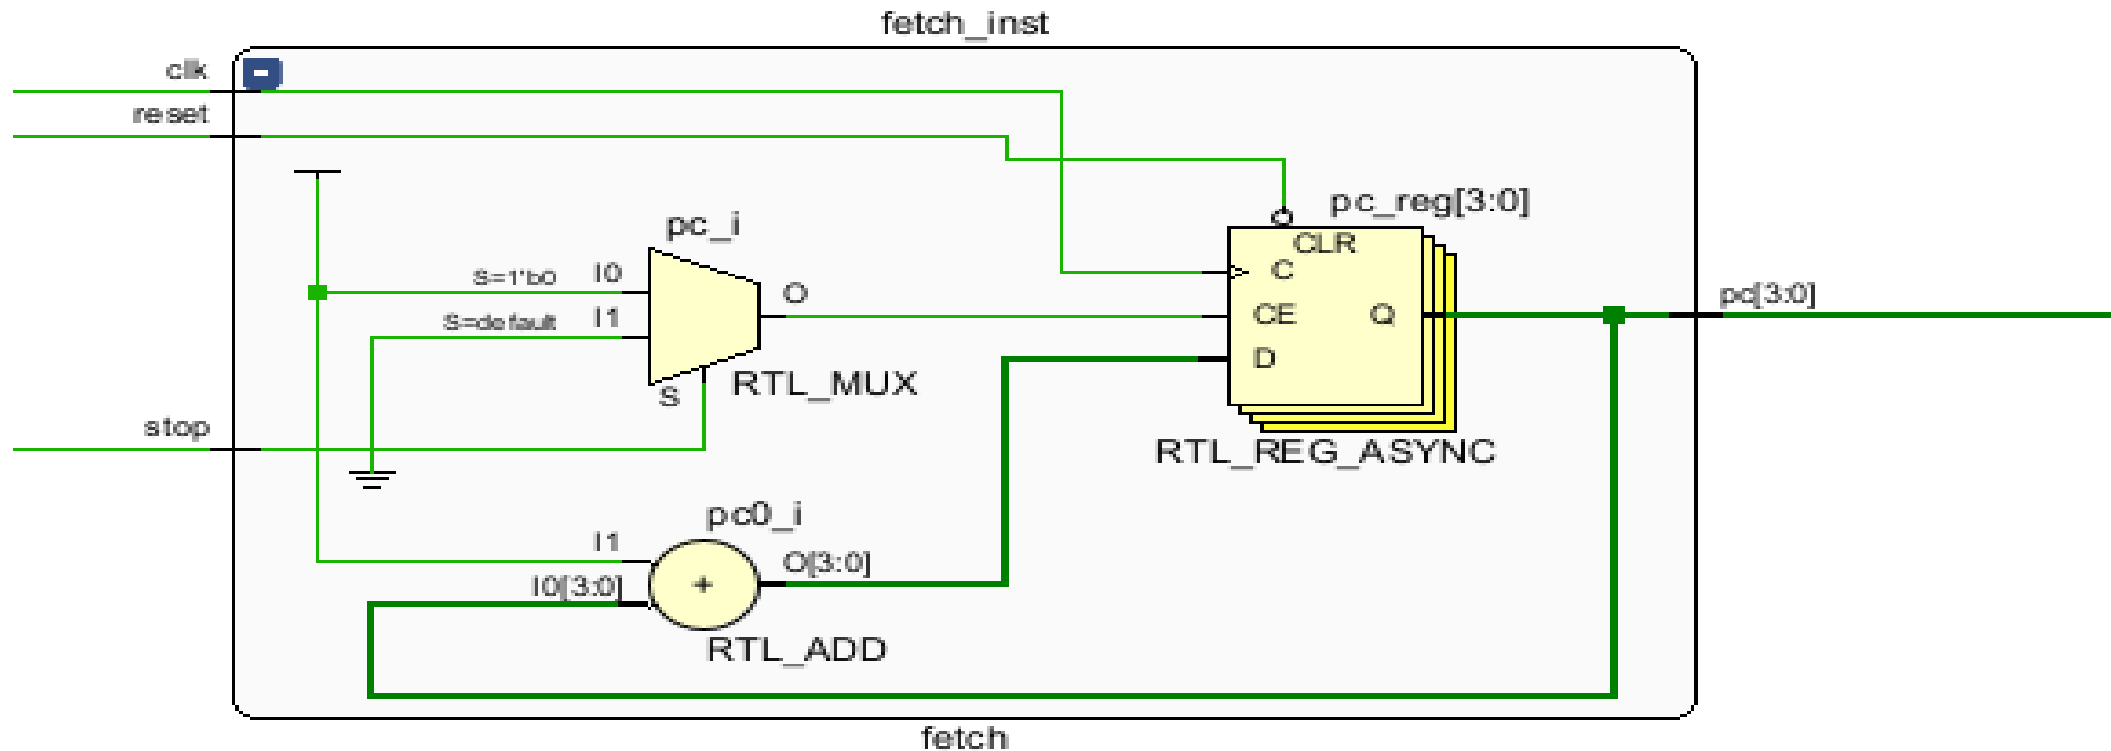 fetch_inst
clk
reset
pc_reg[3:0]
pc_i
CLR
S=1'b0 I0
C
O
pc[3:0]
S=default I1
CE Q
D
S
RTL_MUX
stop
RTL_REG_ASYNC
pc0_i
I1
O[3:0]
I0[3:0]
+
RTL_ADD
fetch